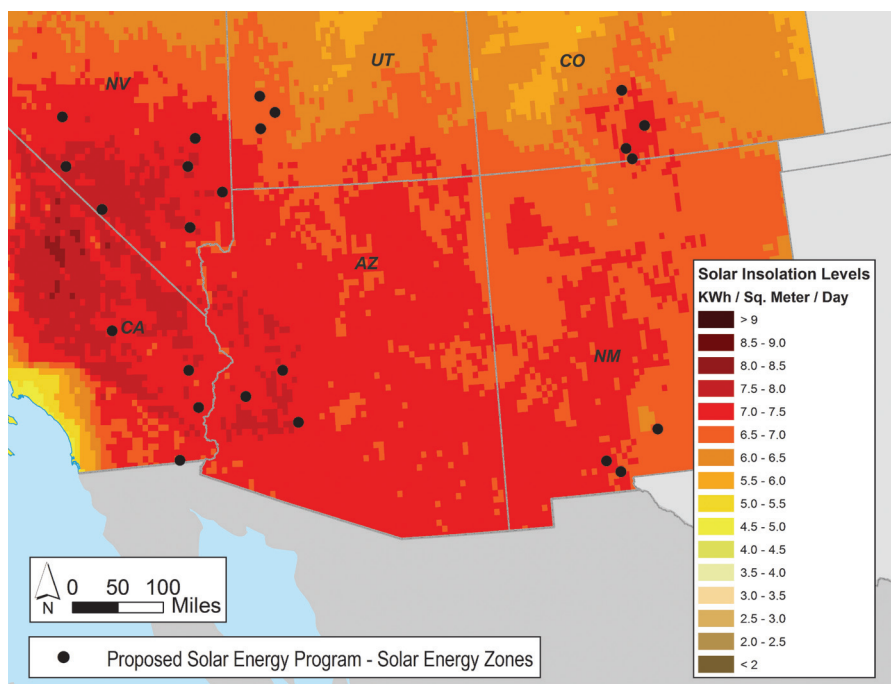 UT
CO
NV
AZ
CA
NM
Solar Insolation Levels
KWh / Sq. Meter / Day
> 9
8.5 - 9.0
8.0 - 8.5
7.5 - 8.0
7.0 - 7.5
6.5 - 7.0
6.0 - 6.5
5.5 - 6.0
5.0 - 5.5
4.5 - 5.0
4.0 - 4.5
3.5 - 4.0
3.0 - 3.5
2.5 - 3.0
2.0 - 2.5
< 2
N
0 50 100
Miles
Proposed Solar Energy Program - Solar Energy Zones